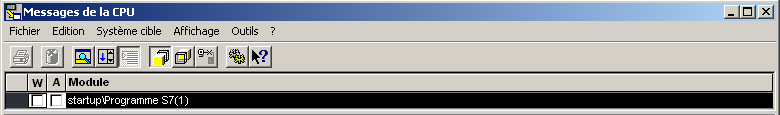 Messages de la CPU
Fichier Edition Système cible Affichage Outils ?
W A Module
startup\Programme S7(1)